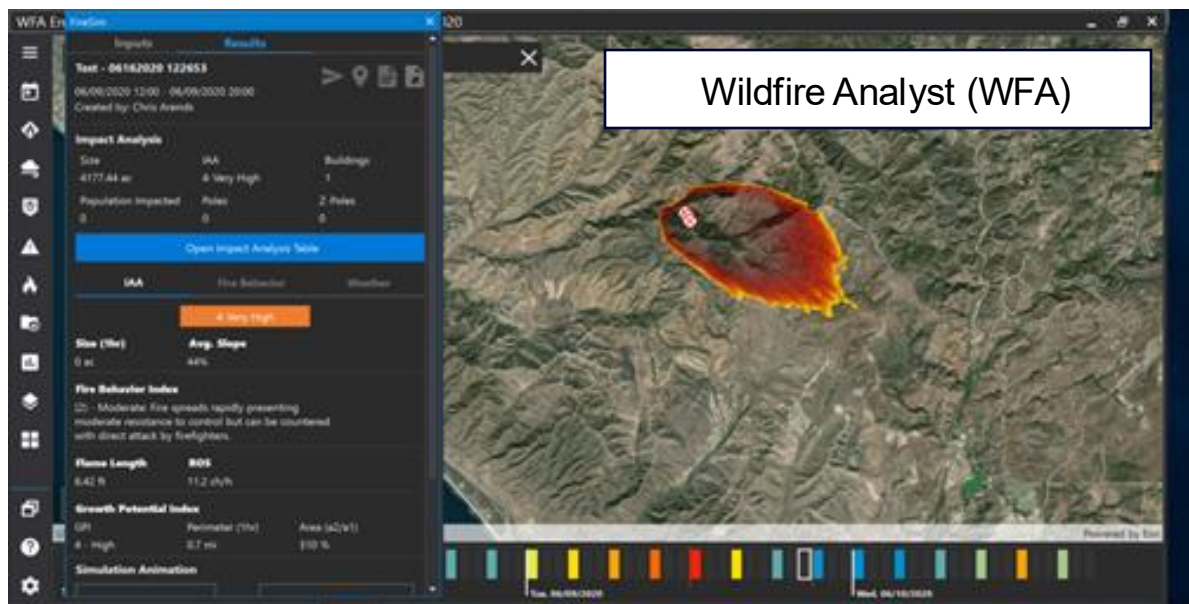 WFA En
FireSim
020
Inputs Results
Test - 06162020 122653
06/09/2020 12:00 - 06/09/2020 20:00
Created by: Chris Arends
Wildfire Analyst (WFA)
Impact Analysis
Size IAA Buildings
4177.44 ac 4 Very High 1
Population Impacted Poles Z Poles
0 0 0
Open Impact Analysis Table
IAA Fire Behavior Weather
4 Very High
Size (1hr) Avg. Slope
0 ac 44%
Fire Behavior Index
(2) - Moderate: Fire spreads rapidly presenting
moderate resistance to control but can be countered
with direct attack by firefighters.
Flame Length ROS
6.42 ft 11.2 ch/h
Growth Potential Index
GPI Perimeter (1hr) Area (a2/a1)
4 - High 0.7 mi 510 %
Simulation Animation
Powered by Esri
Tue. 06/09/2020 Wed. 06/10/2020